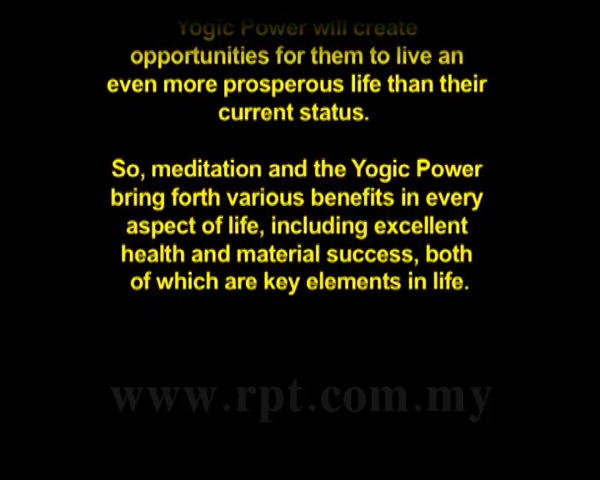 Yogic Power will create
opportunities for them to live an
even more prosperous life than their
current status.
So, meditation and the Yogic Power
bring forth various benefits in every
aspect of life, including excellent
health and material success, both
of which are key elements in life.
www.rpt.com.my